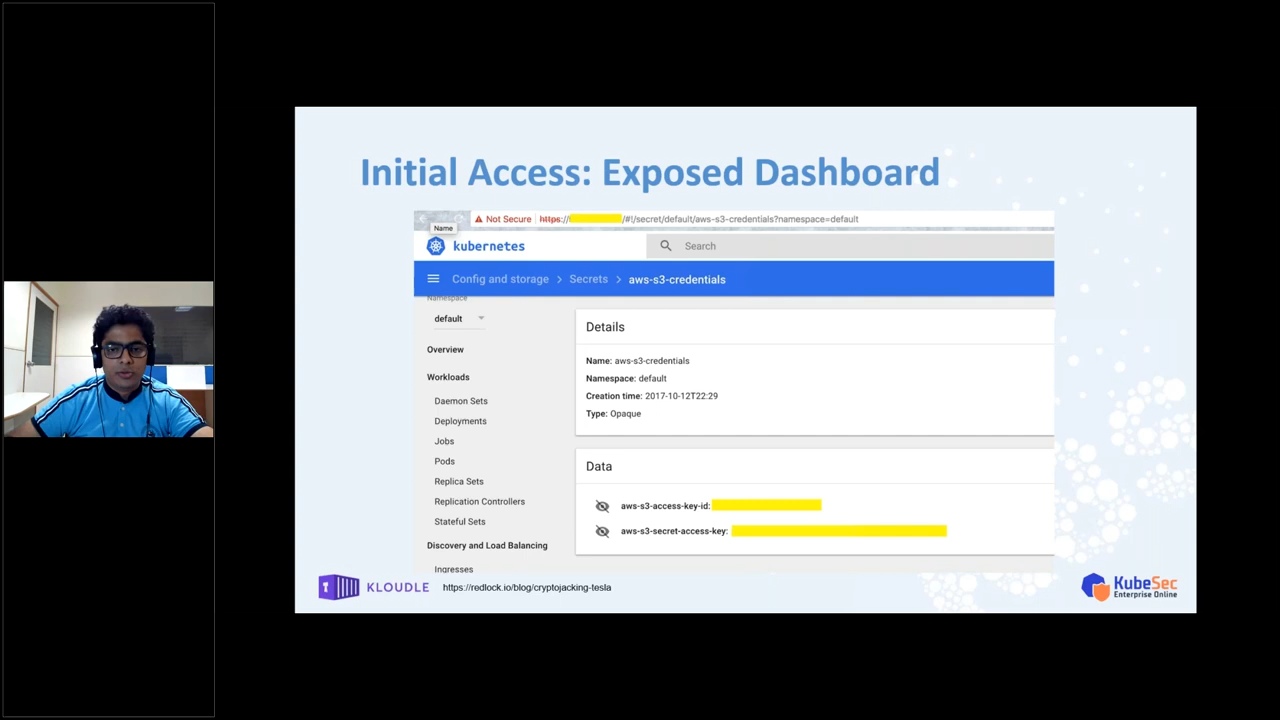 Initial Access: Exposed Dashboard
Not Secure https:// /#!/secret/default/aws-s3-credentials?namespace=default
Name
kubernetes
Search
Config and storage > Secrets > aws-s3-credentials
Namespace
default
Overview
Workloads
Daemon Sets
Deployments
Jobs
Pods
Replica Sets
Replication Controllers
Stateful Sets
Discovery and Load Balancing
Ingresses
Details
Name: aws-s3-credentials
Namespace: default
Creation time: 2017-10-12T22:29
Type: Opaque
Data
aws-s3-access-key-id:
aws-s3-secret-access-key:
KLOUDLE
https://redlock.io/blog/cryptojacking-tesla
KubeSec
Enterprise Online